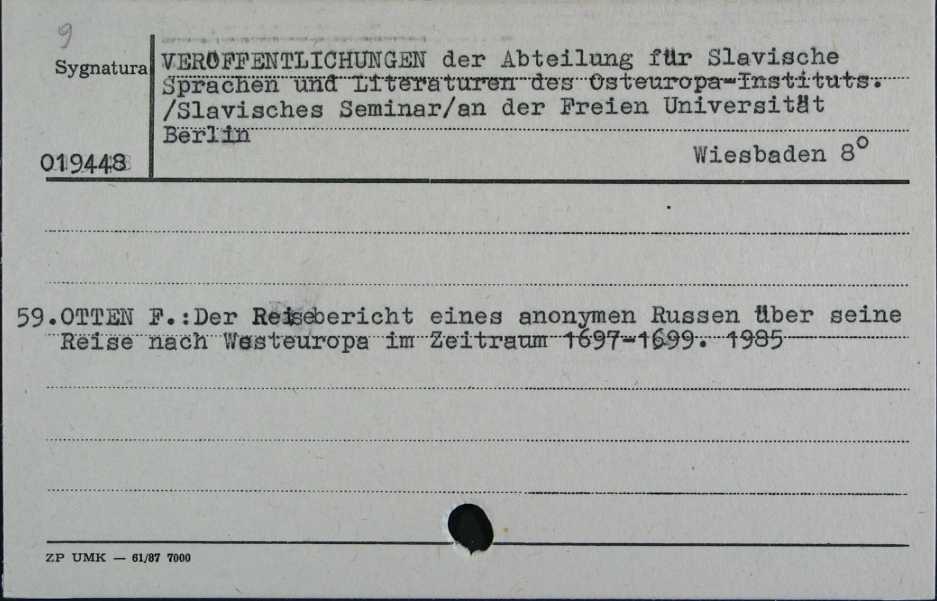 9
Sygnatura
VERÖFFENTLICHUNGEN der Abteilung für Slavische
Sprachen und Literaturen des Osteuropa-Instituts.
/Slavisches Seminar/an der Freien Universität
Berlin
Wiesbaden 8°
019448
59.OTTEN F.:Der Reisebericht eines anonymen Russen über seine
Reise nach Westeuropa im Zeitraum 1697-1699. 1985
ZP UMK — 61/87 7000